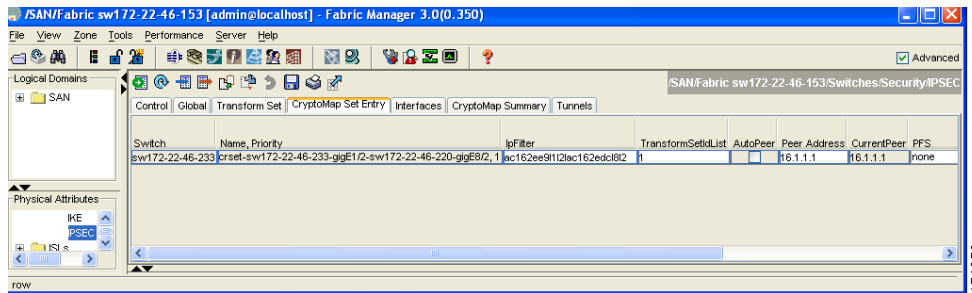 /SAN/Fabric sw172-22-46-153 [admin@localhost] - Fabric Manager 3.0(0.350)
File View Zone Tools Performance Server Help
Advanced
Logical Domains
/SAN/Fabric sw172-22-46-153/Switches/Security/IPSEC
SAN
Control Global Transform Set CryptoMap Set Entry Interfaces CryptoMap Summary Tunnels
Switch Name, Priority IpFilter TransformSetIdList AutoPeer Peer Address CurrentPeer PFS
sw172-22-46-233 crset-sw172-22-46-233-gigE1/2-sw172-22-46-220-gigE8/2, 1 1 16.1.1.1 16.1.1.1 none
Physical Attributes
IKE
IPSEC
ISLs
row